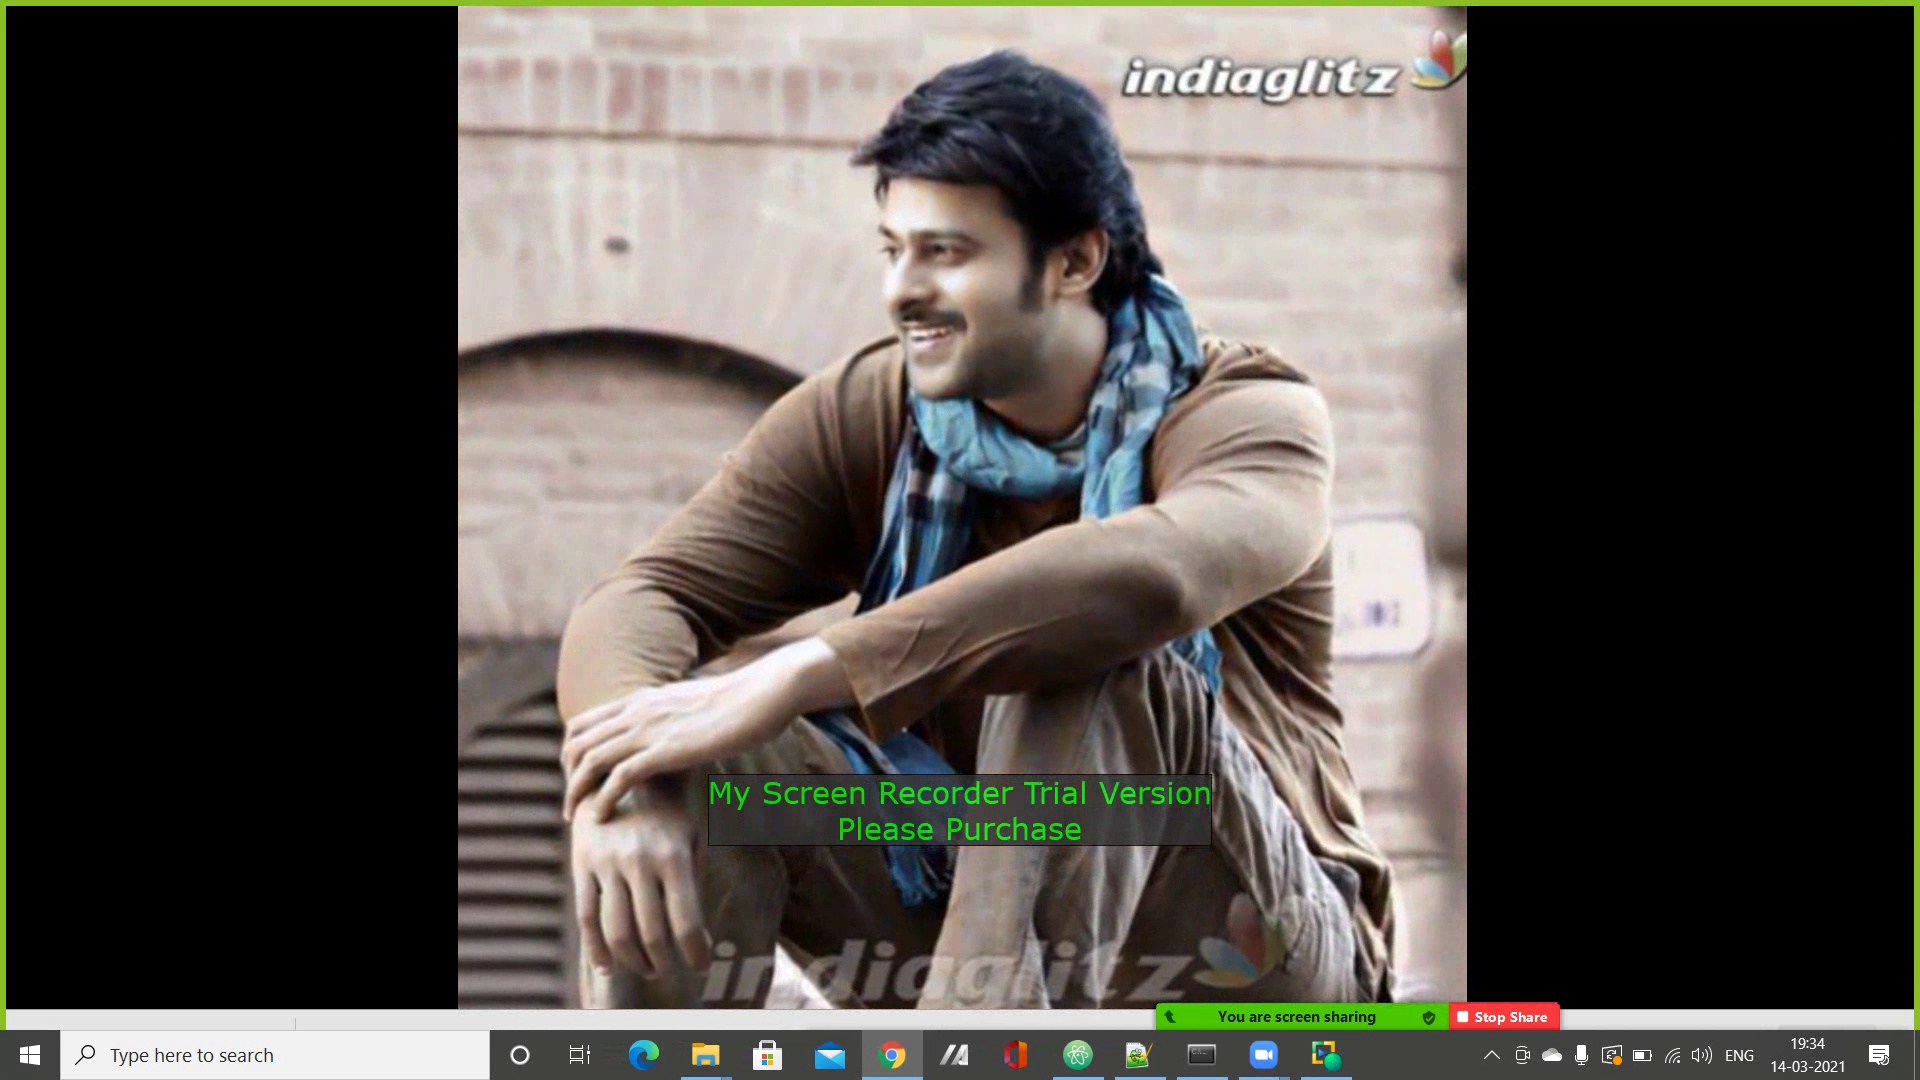 indiaglitz
My Screen Recorder Trial Version
Please Purchase
indiaglitz
You are screen sharing
Stop Share
Type here to search
ENG
19:34
14-03-2021